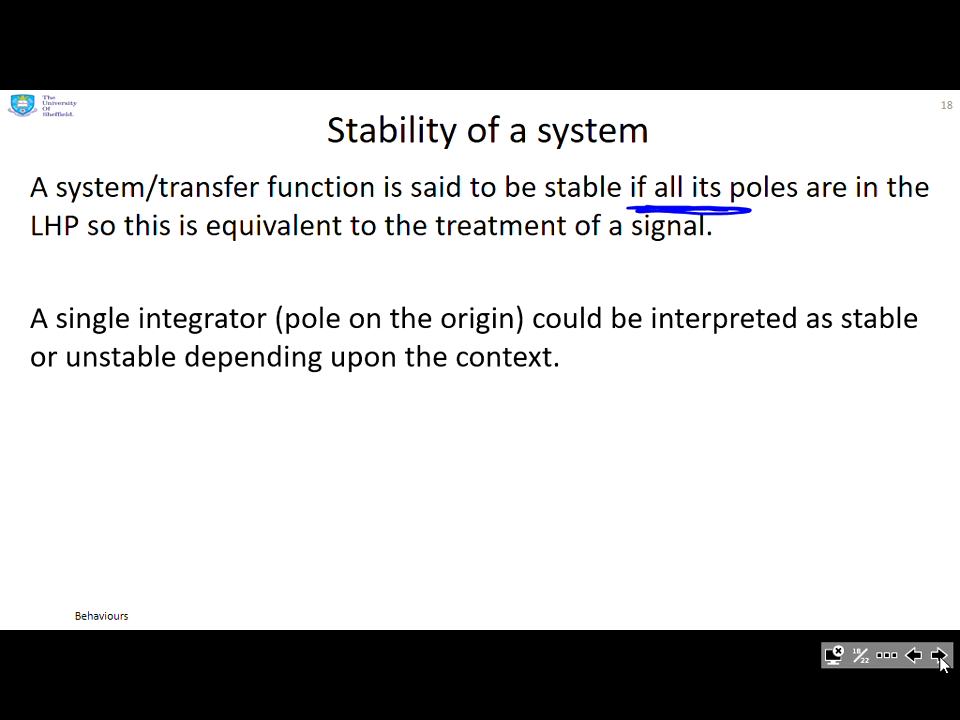 The
University
Of
Sheffield.
18
Stability of a system
A system/transfer function is said to be stable if all its poles are in the
LHP so this is equivalent to the treatment of a signal.
A single integrator (pole on the origin) could be interpreted as stable
or unstable depending upon the context.
Behaviours
18/22